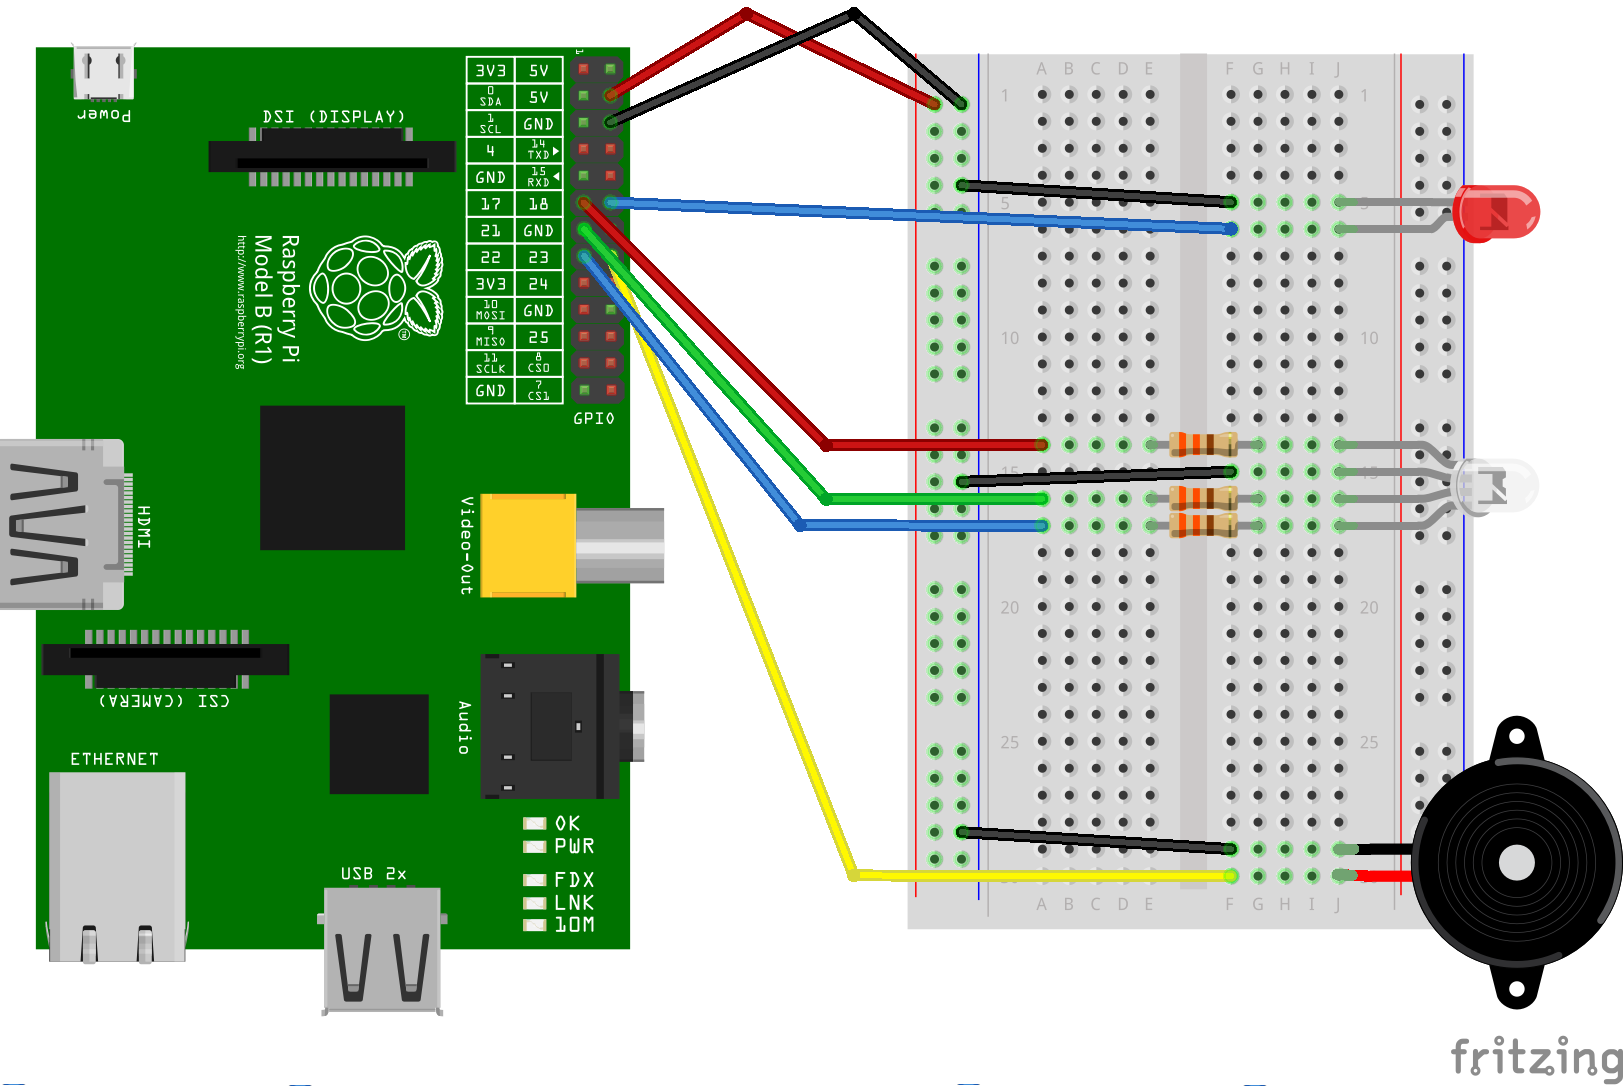 Power
DSI (DISPLAY)
1
3V3 5V
0 SDA 5V
1 SCL GND
4 14 TXD
GND 15 RXD
17 18
21 GND
22 23
3V3 24
10 MOSI GND
9 MISO 25
11 SCLK 8 CS0
GND 7 CS1
GPIO
Raspberry Pi
Model B (R1)
http://www.raspberrypi.org
HDMI
Video-Out
CSI (CAMERA)
Audio
ETHERNET
USB 2x
OK
PWR
FDX
LNK
10M
A B C D E F G H I J
1 1
5
10 10
15
20 20
25 25
A B C D E F G H I J
fritzing